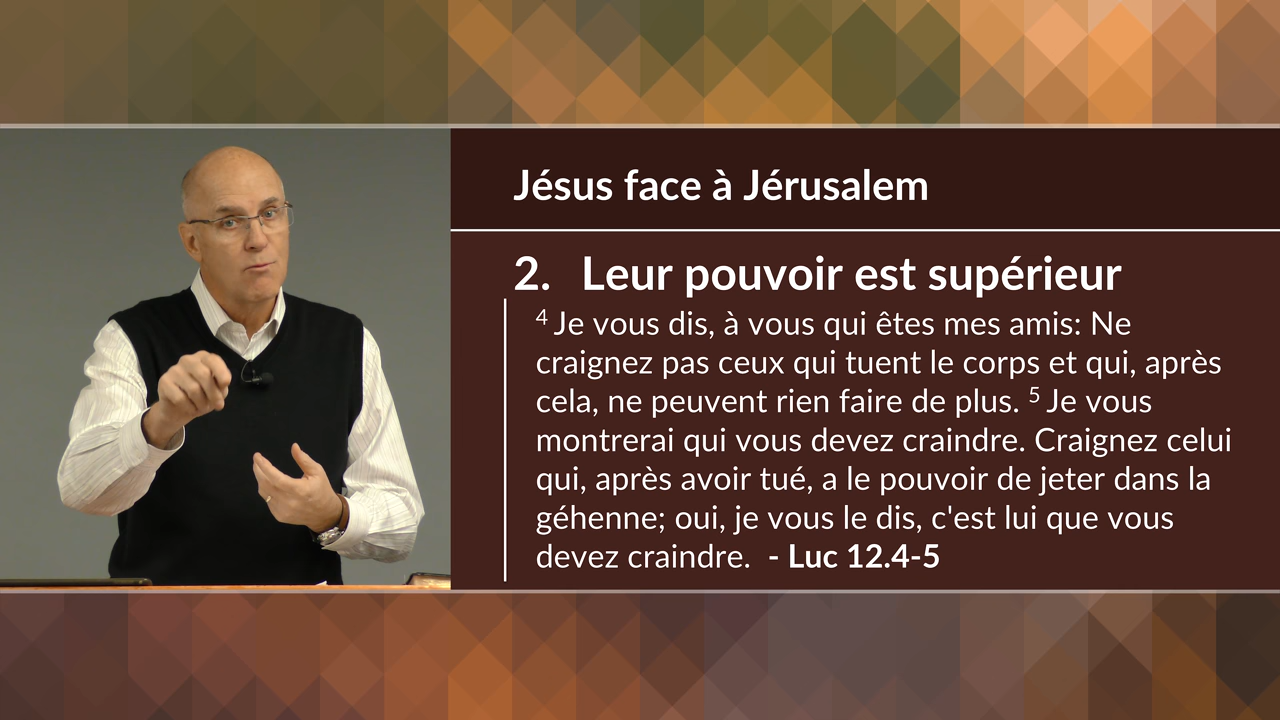 Jésus face à Jérusalem
2. Leur pouvoir est supérieur
4 Je vous dis, à vous qui êtes mes amis: Ne
craignez pas ceux qui tuent le corps et qui, après
cela, ne peuvent rien faire de plus. 5 Je vous
montrerai qui vous devez craindre. Craignez celui
qui, après avoir tué, a le pouvoir de jeter dans la
géhenne; oui, je vous le dis, c'est lui que vous
devez craindre. - Luc 12.4-5